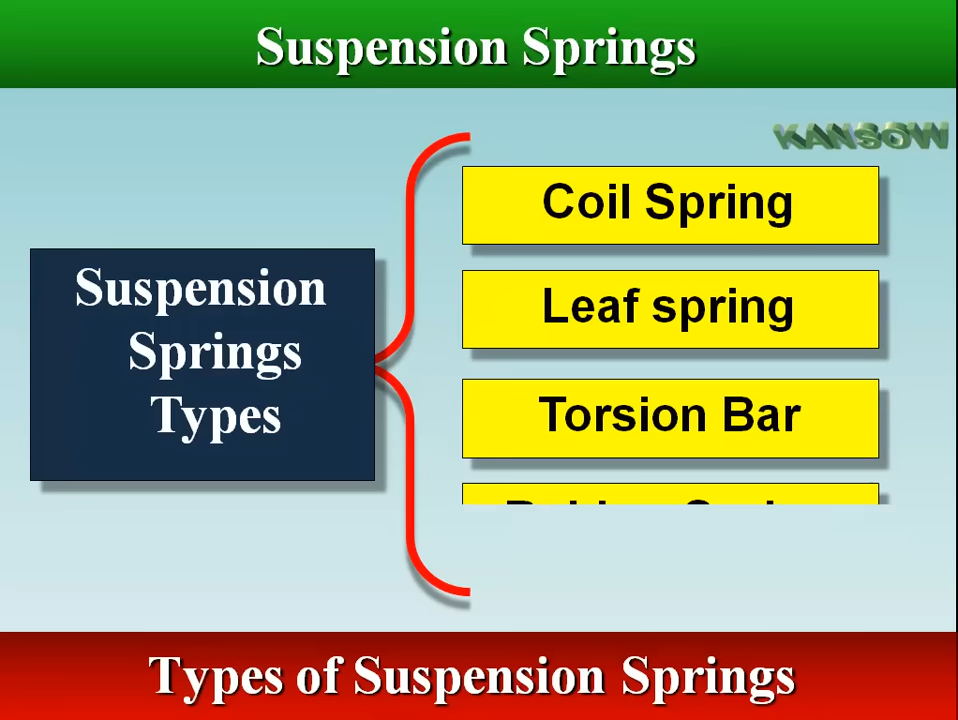 Suspension Springs
KANSOW
Coil Spring
Suspension
Springs
Types
Leaf spring
Torsion Bar
Types of Suspension Springs